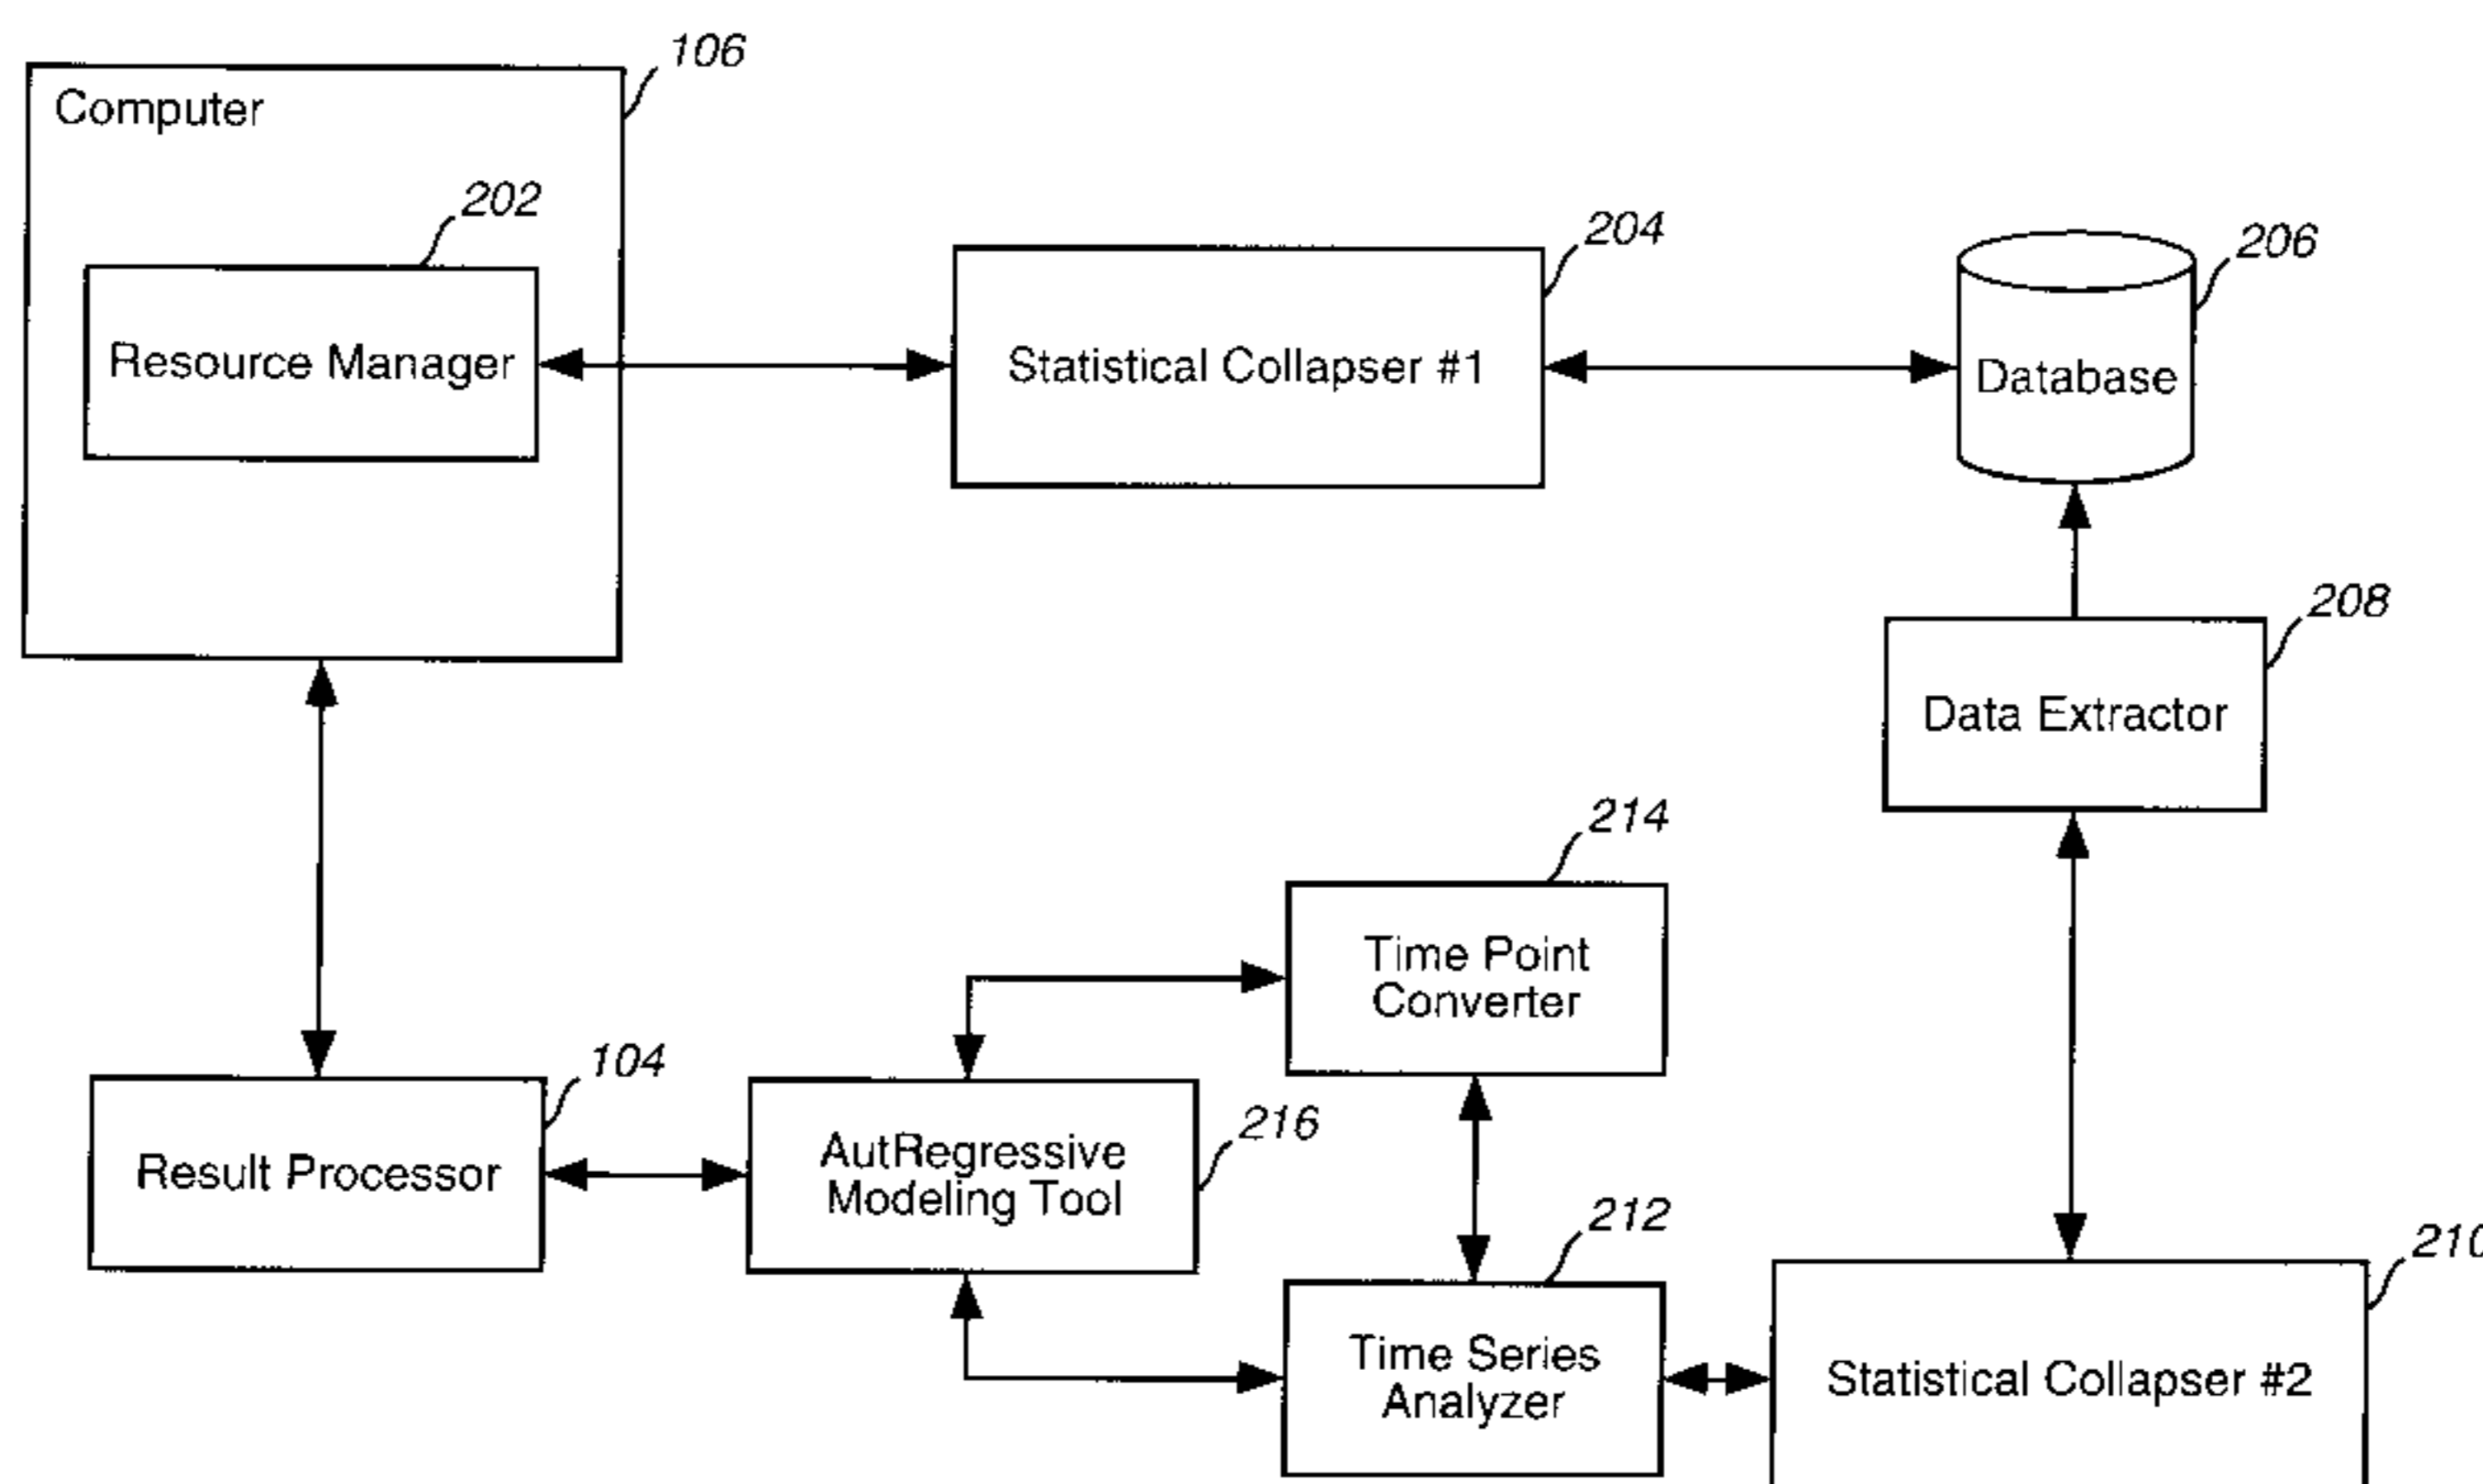 106
Computer
202
204
206
Resource Manager
Statistical Collapser #1
Database
208
Data Extractor
214
Time Point
Converter
104
216
Result Processor
AutRegressive
Modeling Tool
212
210
Time Series
Analyzer
Statistical Collapser #2